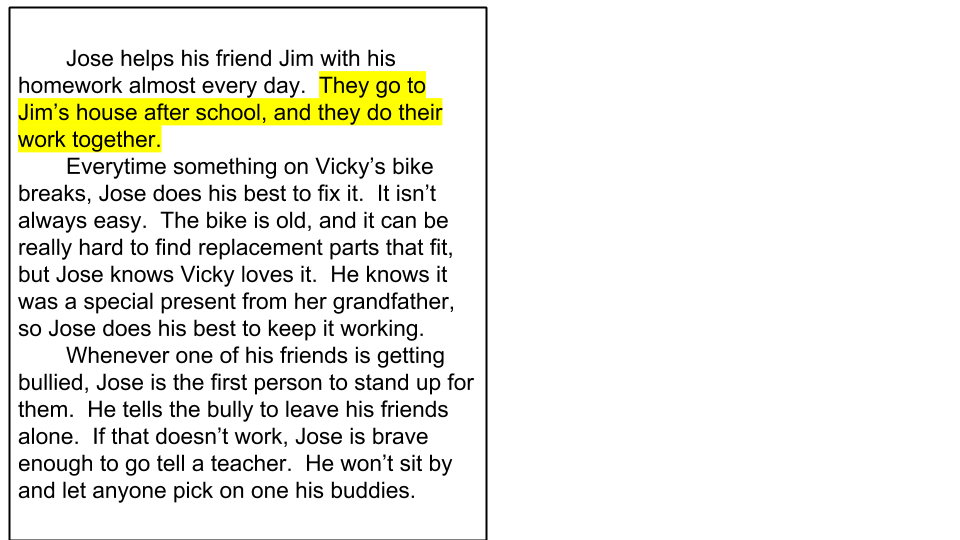 Jose helps his friend Jim with his
homework almost every day.  They go to
Jim’s house after school, and they do their
work together.
Everytime something on Vicky’s bike
breaks, Jose does his best to fix it.  It isn’t
always easy.  The bike is old, and it can be
really hard to find replacement parts that fit,
but Jose knows Vicky loves it.  He knows it
was a special present from her grandfather,
so Jose does his best to keep it working.
Whenever one of his friends is getting
bullied, Jose is the first person to stand up for
them.  He tells the bully to leave his friends
alone.  If that doesn’t work, Jose is brave
enough to go tell a teacher.  He won’t sit by
and let anyone pick on one his buddies.